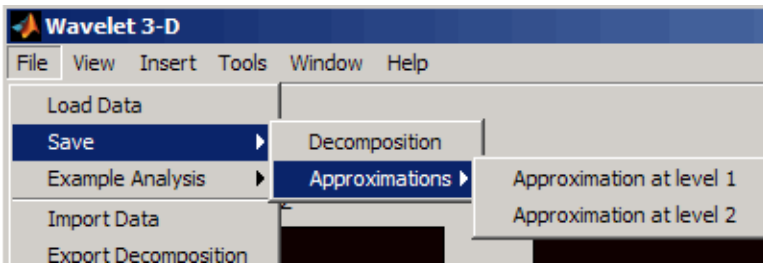 Wavelet 3-D
File View Insert Tools Window Help
Load Data
Save Decomposition
Example Analysis Approximations Approximation at level 1
Import Data Approximation at level 2
Export Decomposition